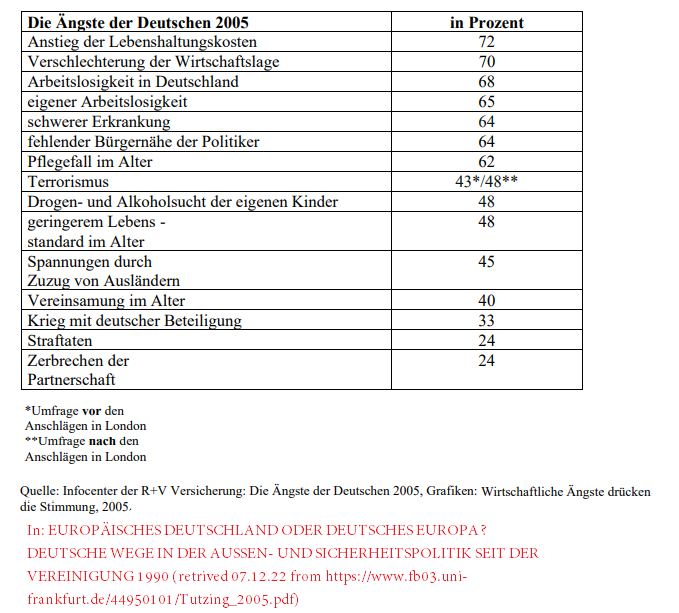 Die Ängste der Deutschen 2005 in Prozent
Anstieg der Lebenshaltungskosten 72
Verschlechterung der Wirtschaftslage 70
Arbeitslosigkeit in Deutschland 68
eigener Arbeitslosigkeit 65
schwerer Erkrankung 64
fehlender Bürgernähe der Politiker 64
Pflegefall im Alter 62
Terrorismus 43*/48**
Drogen- und Alkoholsucht der eigenen Kinder 48
geringerem Lebens - 48
standard im Alter
Spannungen durch 45
Zuzug von Ausländern
Vereinsamung im Alter 40
Krieg mit deutscher Beteiligung 33
Straftaten 24
Zerbrechen der 24
Partnerschaft
*Umfrage vor den
Anschlägen in London
**Umfrage nach den
Anschlägen in London
Quelle: Infocenter der R+V Versicherung: Die Ängste der Deutschen 2005, Grafiken: Wirtschaftliche Ängste drücken
die Stimmung, 2005.
In: EUROPÄISCHES DEUTSCHLAND ODER DEUTSCHES EUROPA?
DEUTSCHE WEGE IN DER AUSSEN- UND SICHERHEITSPOLITIK SEIT DER
VEREINIGUNG 1990 (retrived 07.12.22 from https://www.fb03.uni-
frankfurt.de/44950101/Tutzing_2005.pdf)